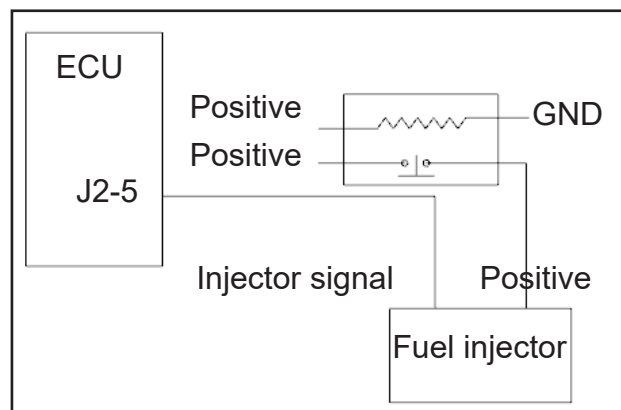 ECU
Positive
GND
Positive
J2-5
Injector signal
Positive
Fuel injector